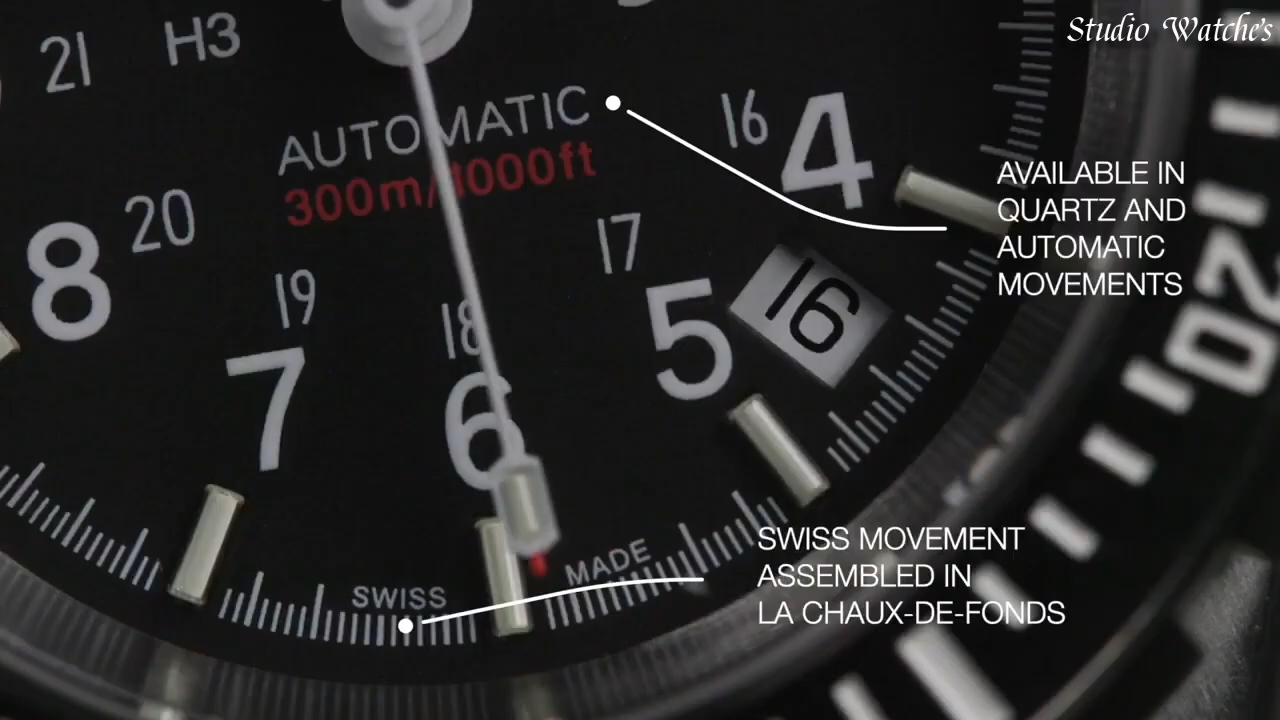 Studio Watche's
21 H3
AUTOMATIC
300m/1000ft
16 4
AVAILABLE IN
QUARTZ AND
AUTOMATIC
MOVEMENTS
8 20
17
19
18
5 16
7
6
20
SWISS MADE
SWISS MOVEMENT
ASSEMBLED IN
LA CHAUX-DE-FONDS